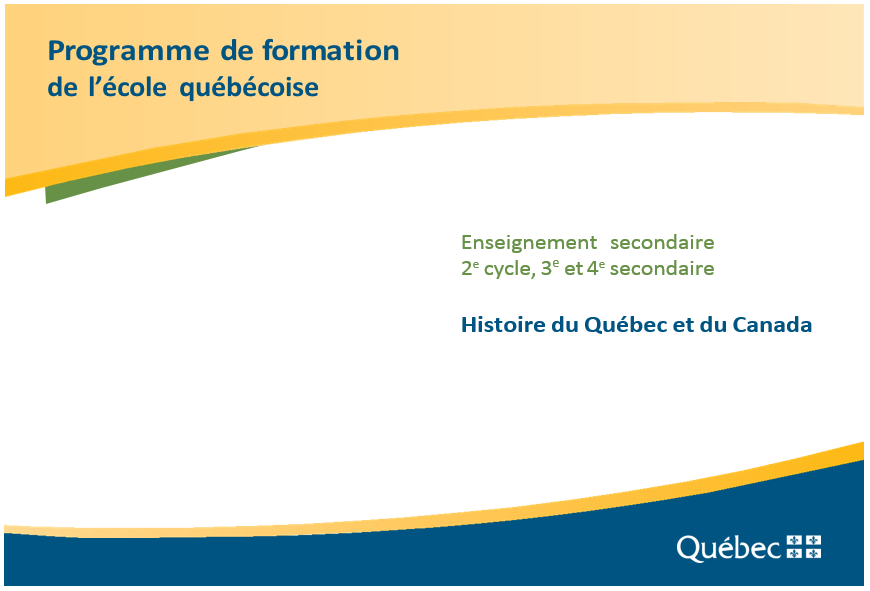 Programme de formation
de l’école québécoise
Enseignement secondaire
2e cycle, 3e et 4e secondaire
Histoire du Québec et du Canada
Québec